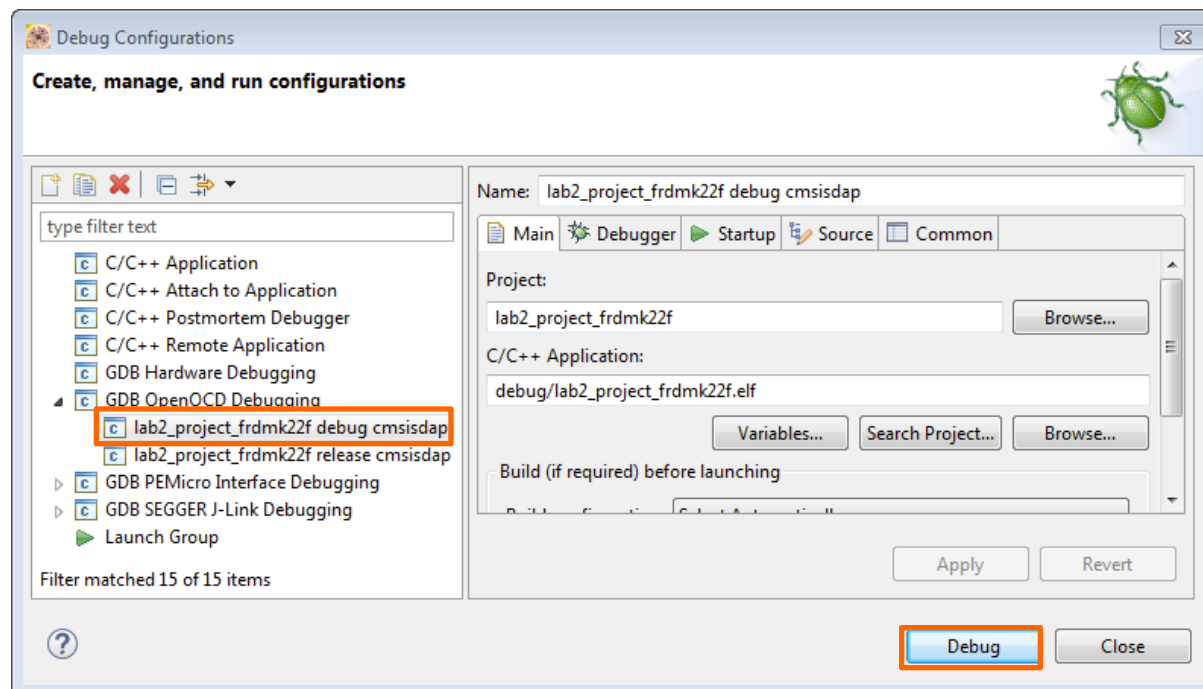 Debug Configurations
Create, manage, and run configurations
type filter text
C/C++ Application
C/C++ Attach to Application
C/C++ Postmortem Debugger
C/C++ Remote Application
GDB Hardware Debugging
GDB OpenOCD Debugging
lab2_project_frdmk22f debug cmsisdap
lab2_project_frdmk22f release cmsisdap
GDB PEMicro Interface Debugging
GDB SEGGER J-Link Debugging
Launch Group
Filter matched 15 of 15 items
Name: lab2_project_frdmk22f debug cmsisdap
Main Debugger Startup Source Common
Project:
lab2_project_frdmk22f Browse...
C/C++ Application:
debug/lab2_project_frdmk22f.elf
Variables... Search Project... Browse...
Build (if required) before launching
Apply Revert
Debug Close